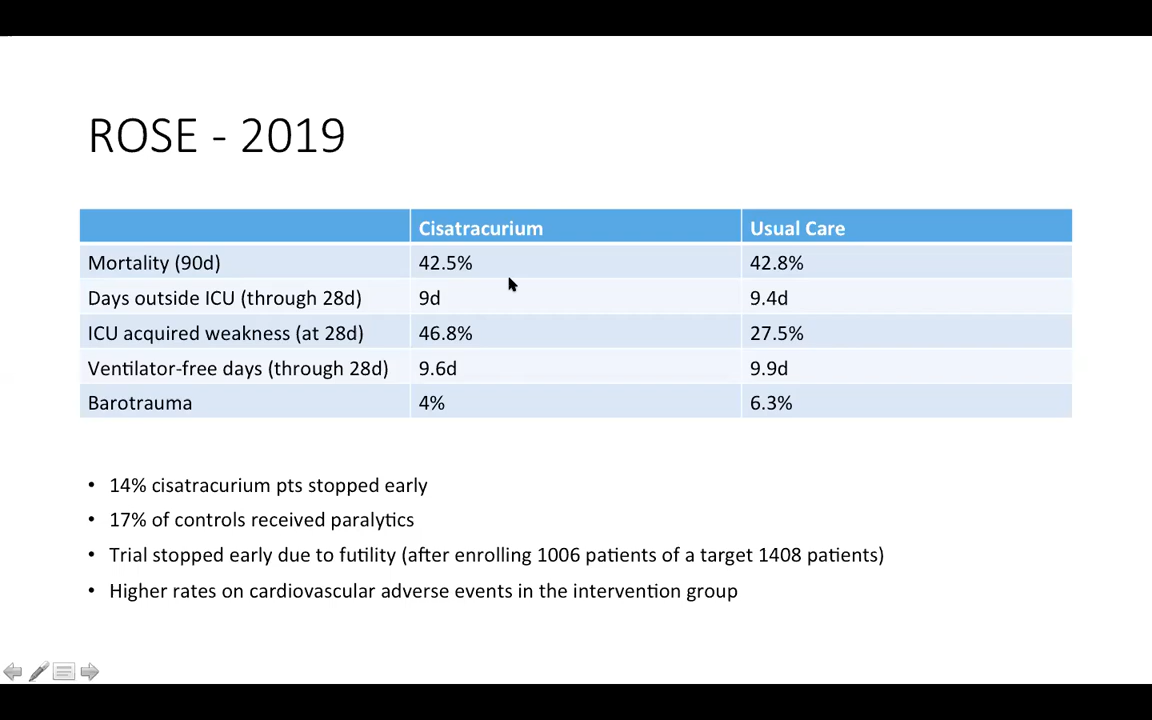 ROSE - 2019
Cisatracurium Usual Care
Mortality (90d) 42.5% 42.8%
Days outside ICU (through 28d) 9d 9.4d
ICU acquired weakness (at 28d) 46.8% 27.5%
Ventilator-free days (through 28d) 9.6d 9.9d
Barotrauma 4% 6.3%
• 14% cisatracurium pts stopped early
• 17% of controls received paralytics
• Trial stopped early due to futility (after enrolling 1006 patients of a target 1408 patients)
• Higher rates on cardiovascular adverse events in the intervention group